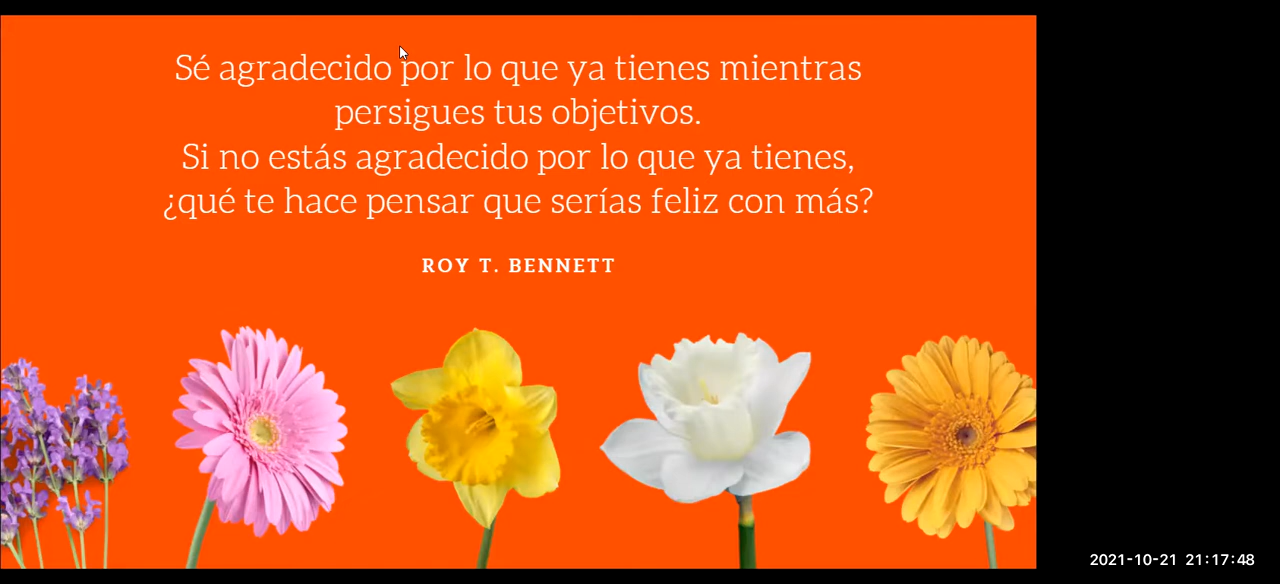 Sé agradecido por lo que ya tienes mientras
persigues tus objetivos.
Si no estás agradecido por lo que ya tienes,
¿qué te hace pensar que serías feliz con más?
ROY T. BENNETT
2021-10-21 21:17:48